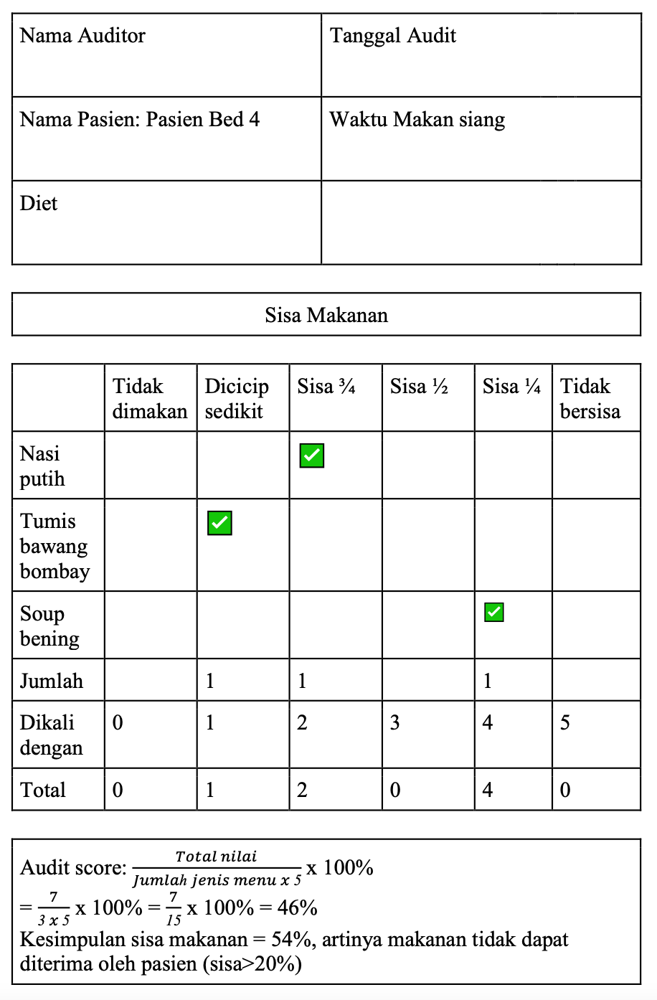 Nama Auditor
Tanggal Audit
Nama Pasien: Pasien Bed 4
Waktu Makan siang
Diet
Sisa Makanan
Tidak dimakan
Dicicip sedikit
Sisa ¾
Sisa ½
Sisa ¼
Tidak bersisa
Nasi putih
Tumis bawang bombay
Soup bening
Jumlah 1 1 1
Dikali dengan 0 1 2 3 4 5
Total 0 1 2 0 4 0
Audit score: Total nilai / Jumlah jenis menu x 5 x 100%
= 7 / 3 x 5 x 100% = 7 / 15 x 100% = 46%
Kesimpulan sisa makanan = 54%, artinya makanan tidak dapat
diterima oleh pasien (sisa>20%)